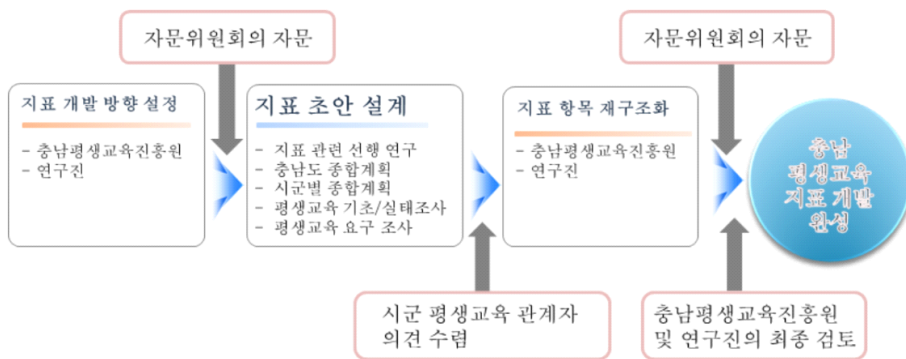 자문위원회의 자문
자문위원회의 자문
지표 개발 방향 설정
- 충남평생교육진흥원
- 연구진
지표 초안 설계
- 지표 관련 선행 연구
- 충남도 종합계획
- 시군별 종합계획
- 평생교육 기초/실태조사
- 평생교육 요구 조사
지표 항목 재구조화
- 충남평생교육진흥원
- 연구진
충남
평생교육
지표 개발
완성
시군 평생교육 관계자
의견 수렴
충남평생교육진흥원
및 연구진의 최종 검토